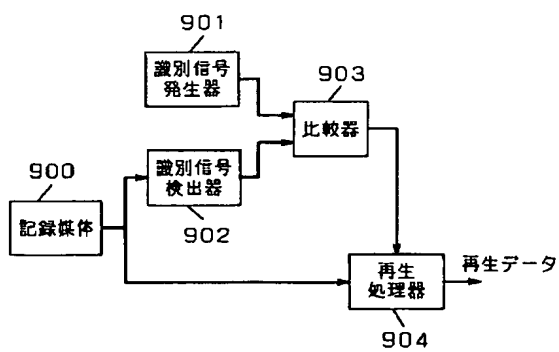 901
識別信号
発生器
903
比較器
900
記録媒体
識別信号
検出器
902
再生
処理器
再生データ
904